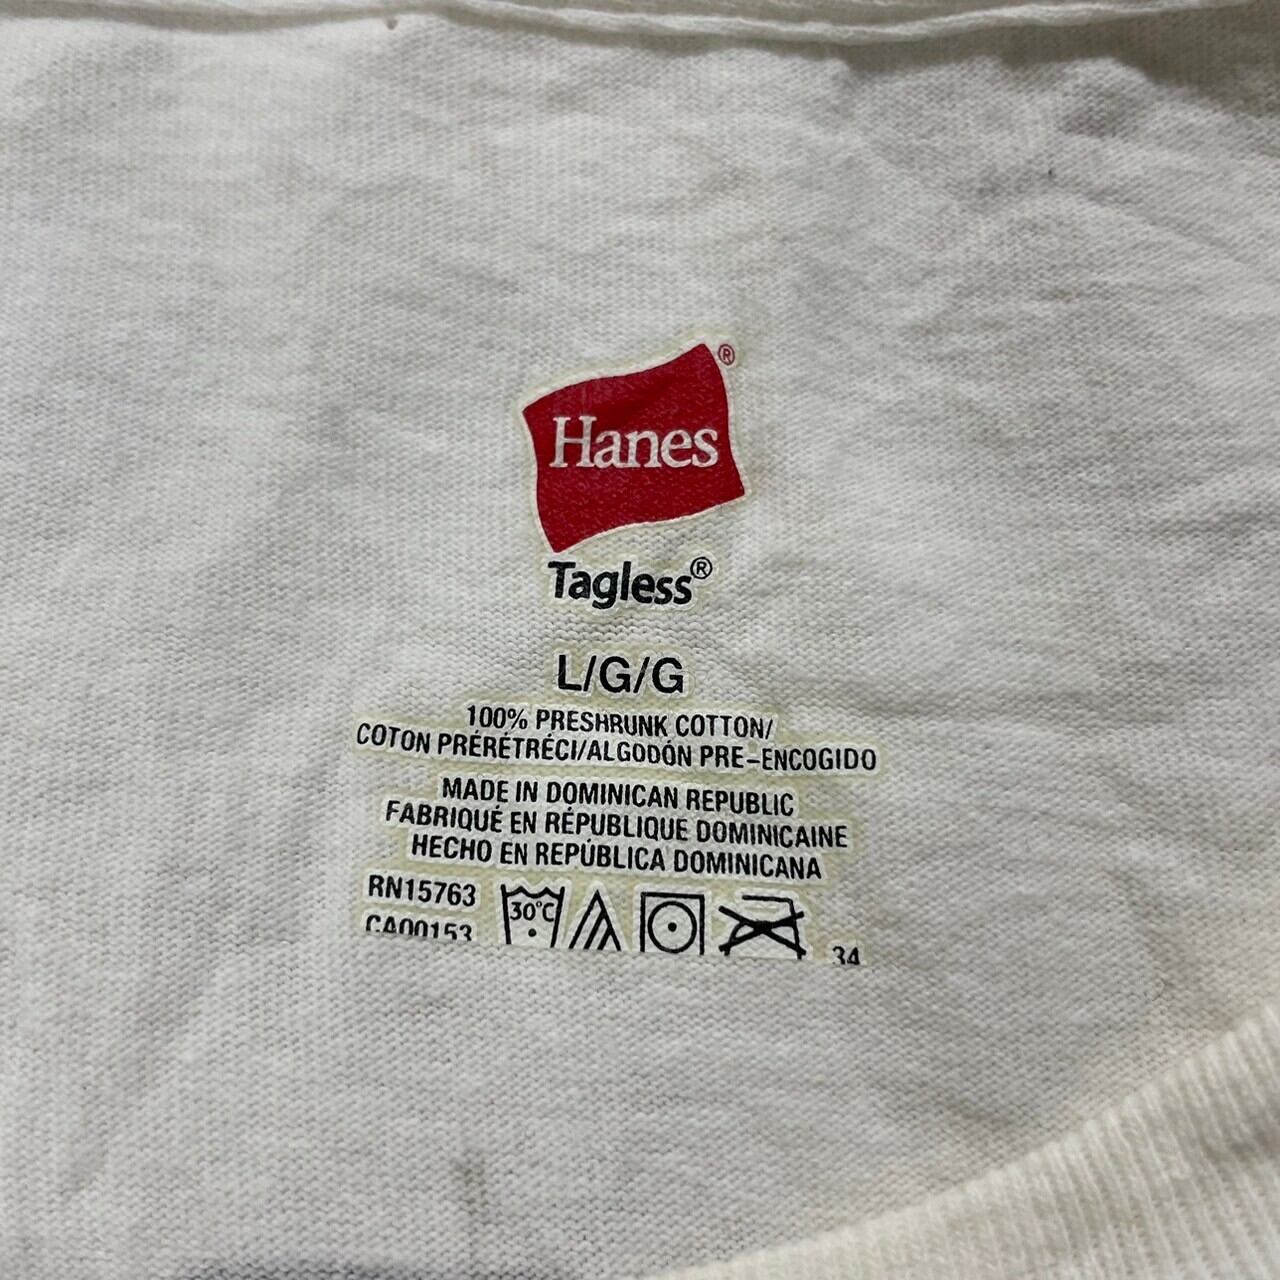 Hanes®
Tagless®
L/G/G
100% PRESHRUNK COTTON/
COTON PRÉRÉTRÉCI/ALGODÓN PRE-ENCOGIDO
MADE IN DOMINICAN REPUBLIC
FABRIQUÉ EN RÉPUBLIQUE DOMINICAINE
HECHO EN REPÚBLICA DOMINICANA
RN15763
CA00153
30°C
34